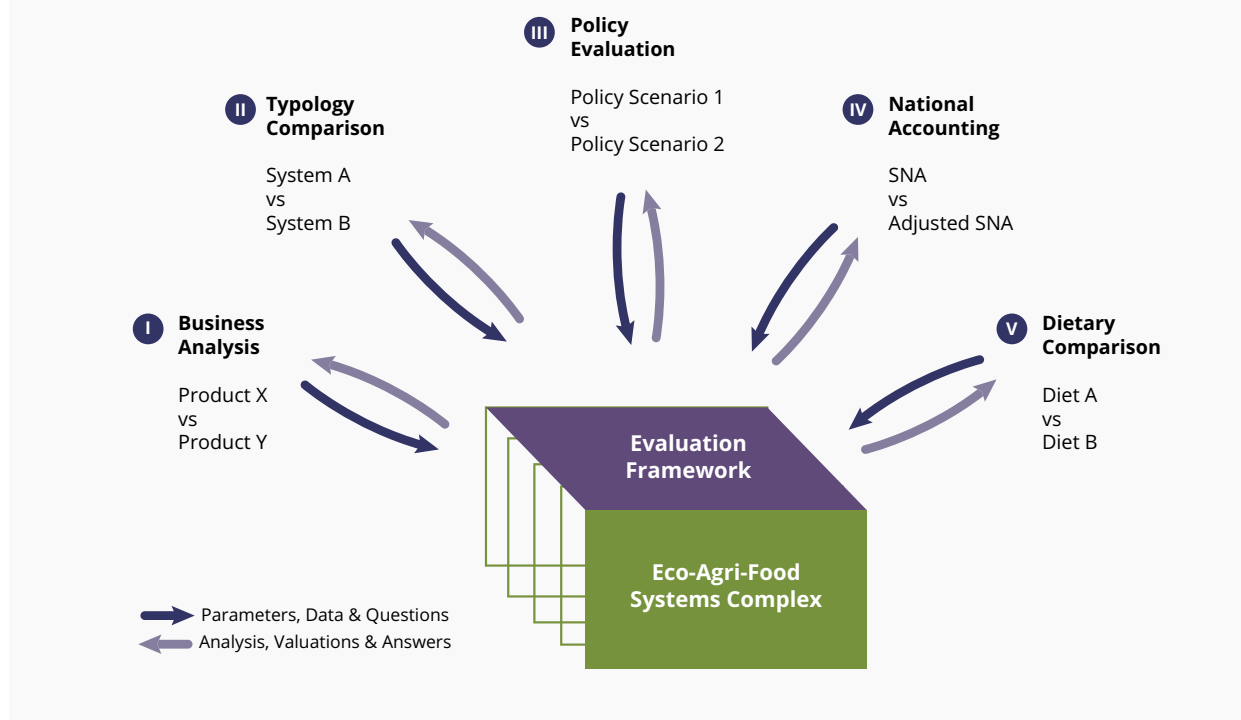 III
Policy
Evaluation
Policy Scenario 1
vs
Policy Scenario 2
II
Typology
Comparison
System A
vs
System B
IV
National
Accounting
SNA
vs
Adjusted SNA
I
Business
Analysis
Product X
vs
Product Y
V
Dietary
Comparison
Diet A
vs
Diet B
Evaluation
Framework
Eco-Agri-Food
Systems Complex
Parameters, Data & Questions
Analysis, Valuations & Answers